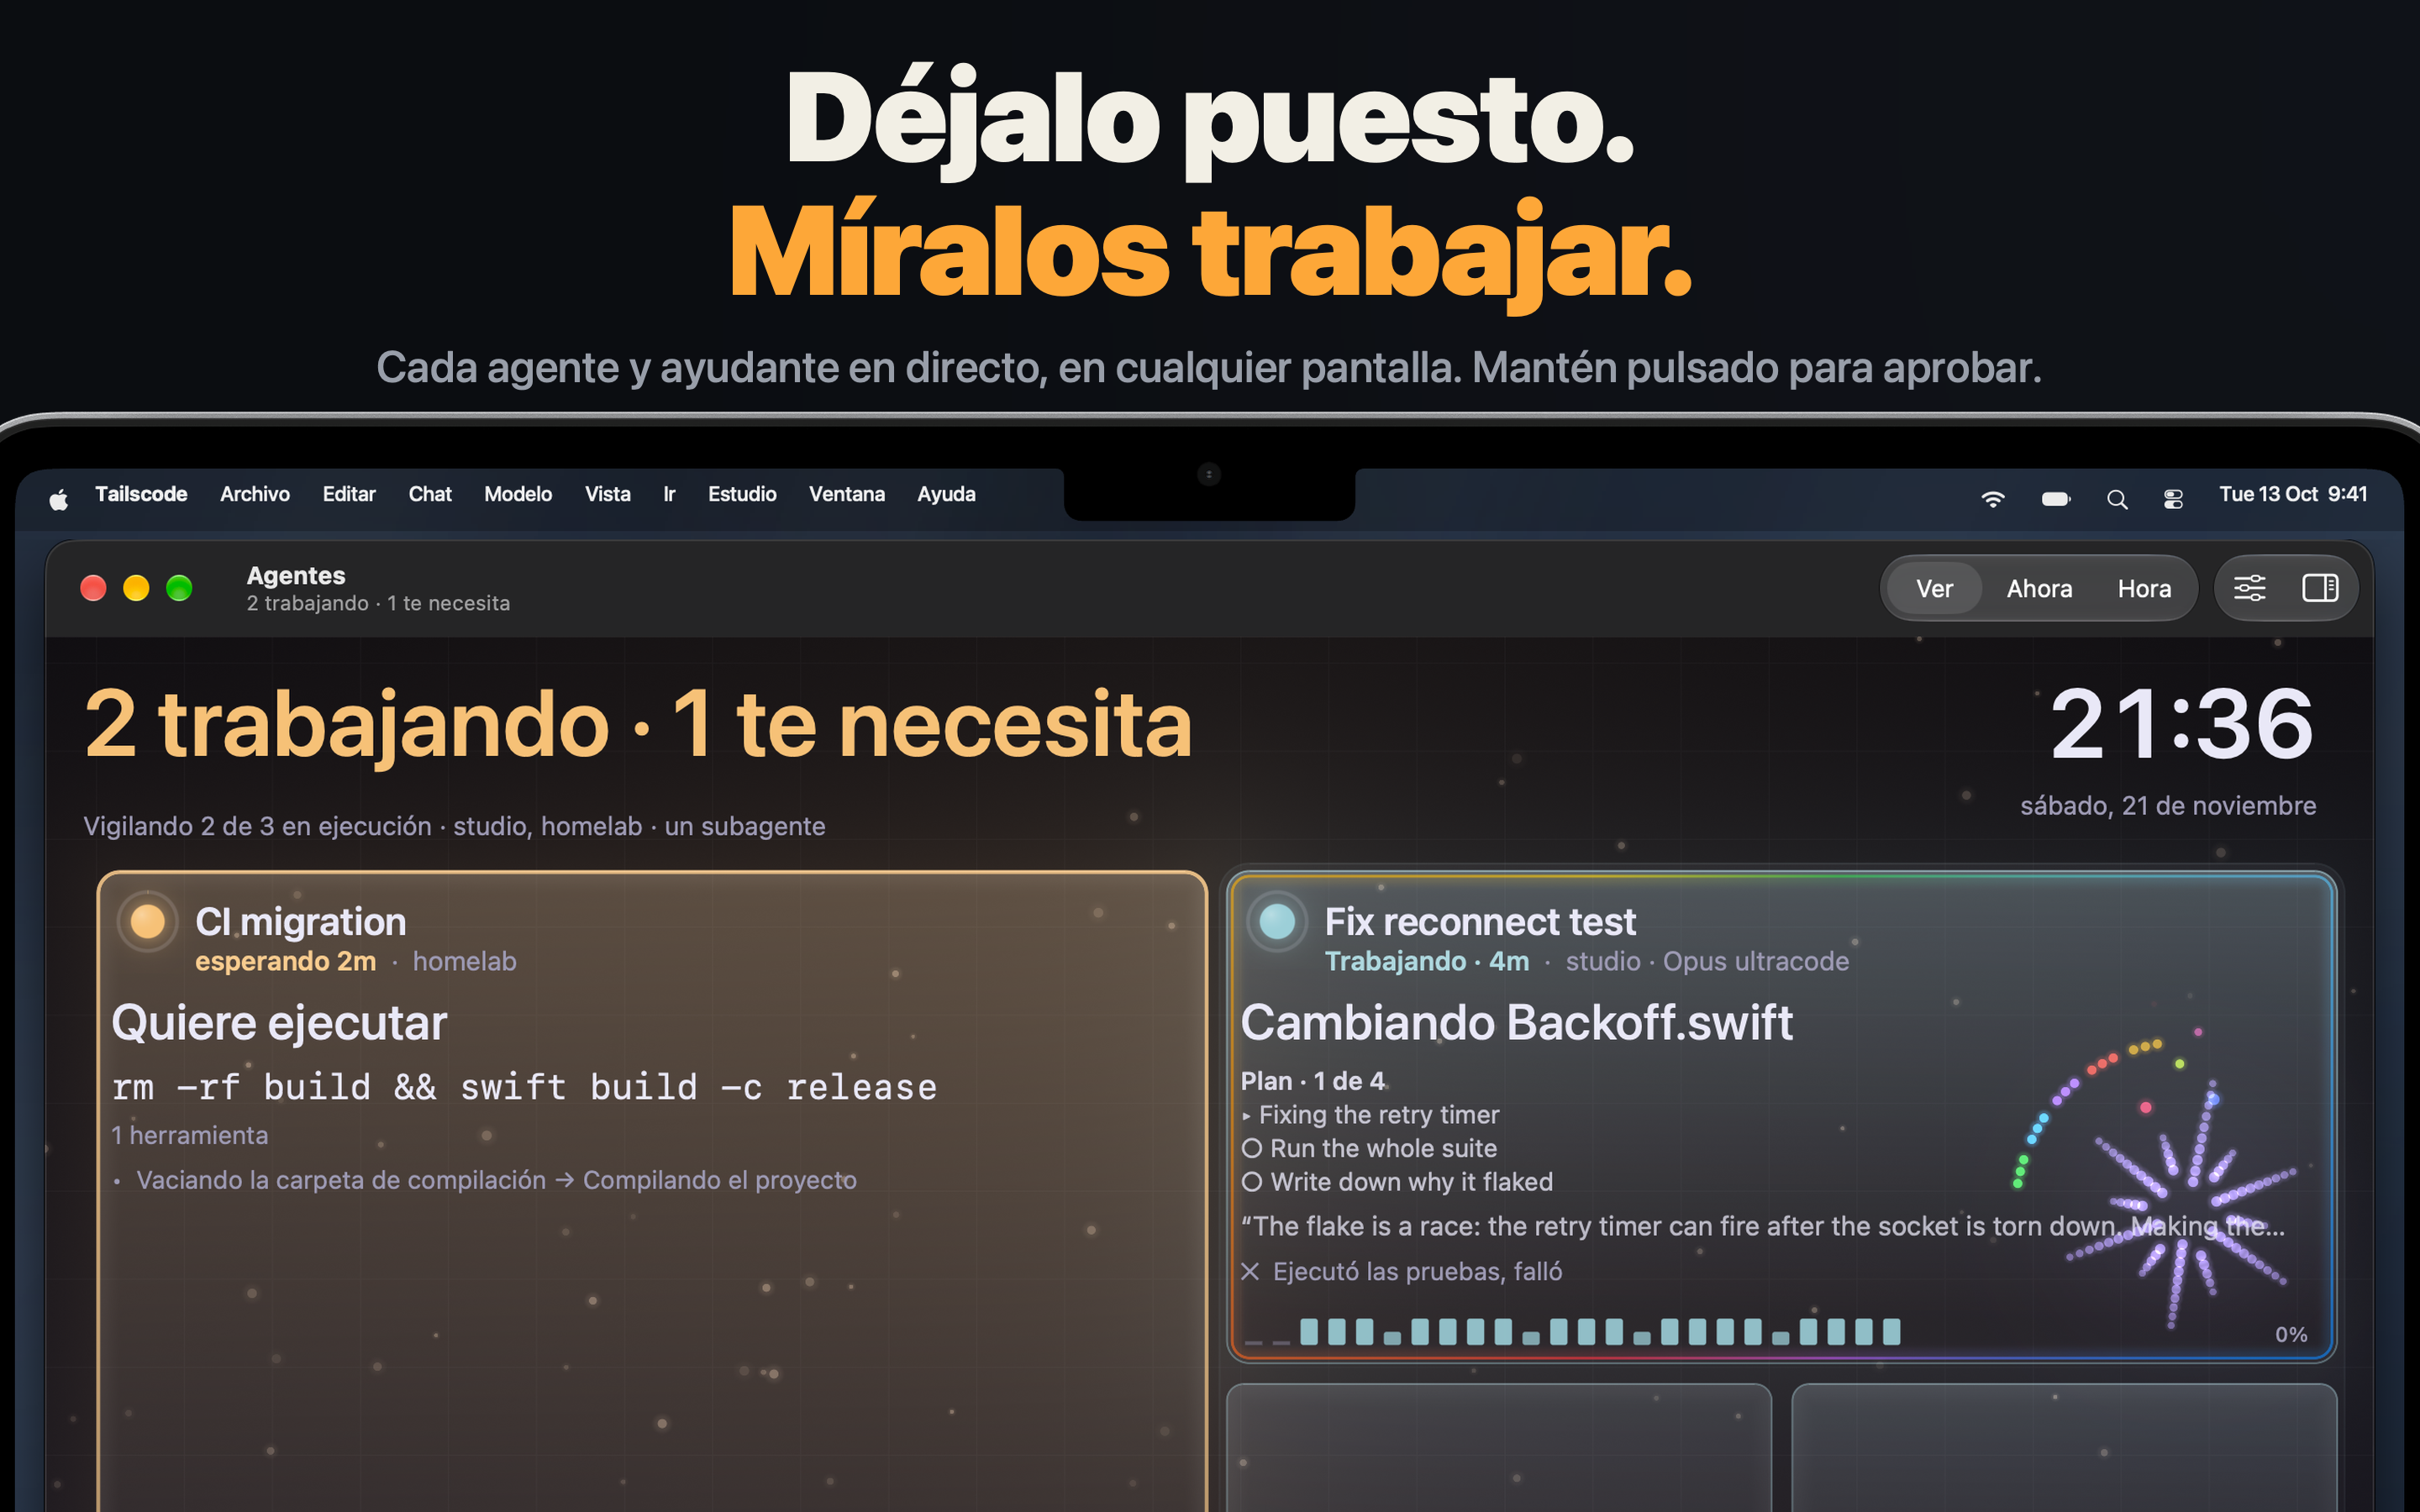 Déjalo puesto.
Míralos trabajar.
Cada agente y ayudante en directo, en cualquier pantalla. Mantén pulsado para aprobar.
Tailscode Archivo Editar Chat Modelo Vista Ir Estudio Ventana Ayuda Tue 13 Oct 9:41
Agentes
2 trabajando · 1 te necesita
Ver Ahora Hora
2 trabajando · 1 te necesita
21:36
sábado, 21 de noviembre
Vigilando 2 de 3 en ejecución · studio, homelab · un subagente
CI migration
esperando 2m · homelab
Quiere ejecutar
rm -rf build && swift build -c release
1 herramienta
• Vaciando la carpeta de compilación → Compilando el proyecto
Fix reconnect test
Trabajando · 4m · studio · Opus ultracode
Cambiando Backoff.swift
Plan · 1 de 4
▸ Fixing the retry timer
○ Run the whole suite
○ Write down why it flaked
“The flake is a race: the retry timer can fire after the socket is torn down. Making the…
× Ejecutó las pruebas, falló
0%